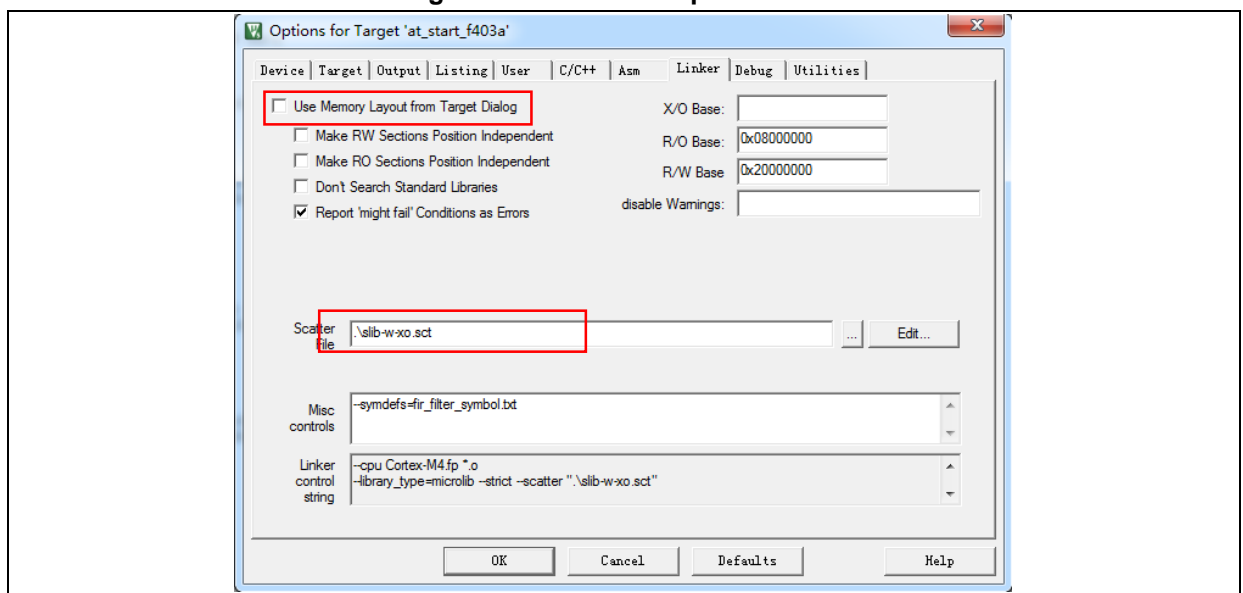 Options for Target 'at_start_f403a'
Device Target Output Listing User C/C++ Asm Linker Debug Utilities
Use Memory Layout from Target Dialog
X/O Base:
Make RW Sections Position Independent
R/O Base: 0x08000000
Make RO Sections Position Independent
R/W Base 0x20000000
Don't Search Standard Libraries
disable Warnings:
Report 'might fail' Conditions as Errors
Scatter
File
.\slib-w-xo.sct
... Edit...
Misc
controls
--symdefs=fir_filter_symbol.txt
Linker
control
string
--cpu Cortex-M4.fp *.o
--library_type=microlib --strict --scatter ".\slib-w-xo.sct"
OK Cancel Defaults Help